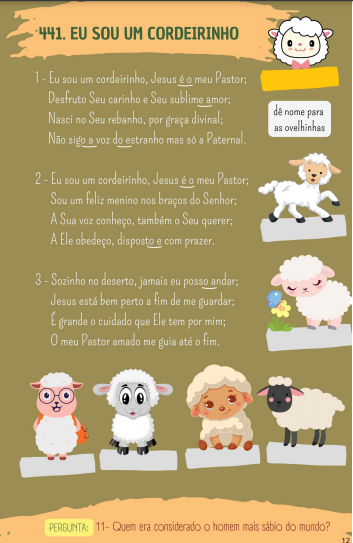 441. EU SOU UM CORDEIRINHO
1 - Eu sou um cordeirinho, Jesus é o meu Pastor;
Desfruto Seu carinho e Seu sublime amor;
Nasci no Seu rebanho, por graça divinal;
Não sigo a voz do estranho mas só a Paternal.
dê nome para
as ovelhinhas
2 - Eu sou um cordeirinho, Jesus é o meu Pastor;
Sou um feliz menino nos braços do Senhor;
A Sua voz conheço, também o Seu querer;
A Ele obedeço, disposto e com prazer.
3 - Sozinho no deserto, jamais eu posso andar;
Jesus está bem perto a fim de me guardar;
É grande o cuidado que Ele tem por mim;
O meu Pastor amado me guia até o fim.
PERGUNTA: 11- Quem era considerado o homem mais sábio do mundo?
12